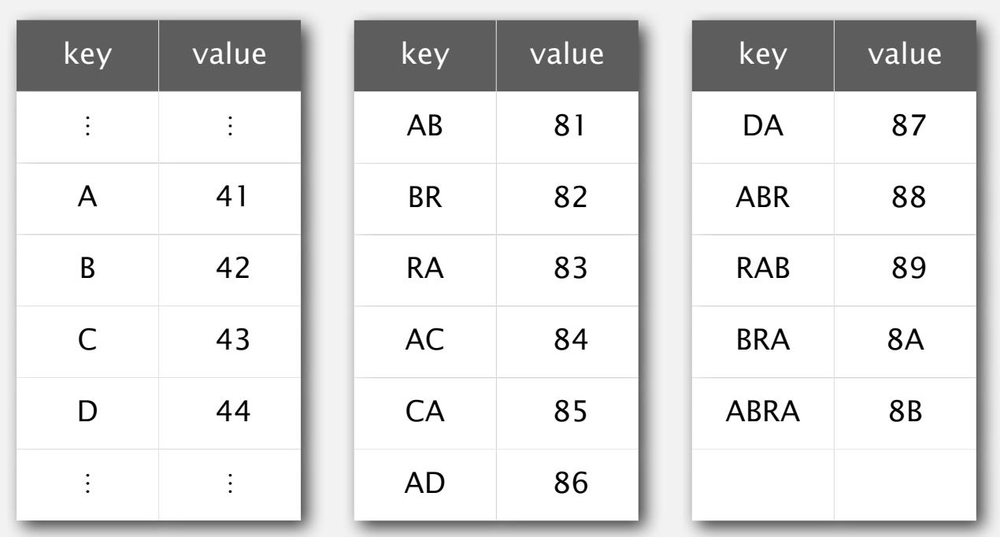 key value
⋮ ⋮
A 41
B 42
C 43
D 44
⋮ ⋮
key value
AB 81
BR 82
RA 83
AC 84
CA 85
AD 86
key value
DA 87
ABR 88
RAB 89
BRA 8A
ABRA 8B